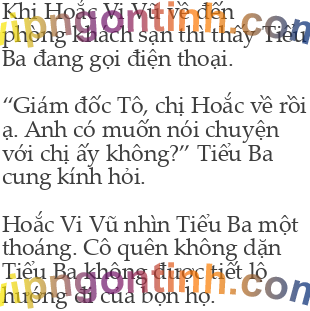 Khi Hoắc Vi Vũ về đến
phòng khách sạn thì thấy Tiểu
Ba đang gọi điện thoại.
“Giám đốc Tô, chị Hoắc về rồi
ạ. Anh có muốn nói chuyện
với chị ấy không?” Tiểu Ba
cung kính hỏi.
Hoắc Vi Vũ nhìn Tiểu Ba một
thoáng. Cô quên không dặn
Tiểu Ba không được tiết lộ
hướng đi của bọn họ.